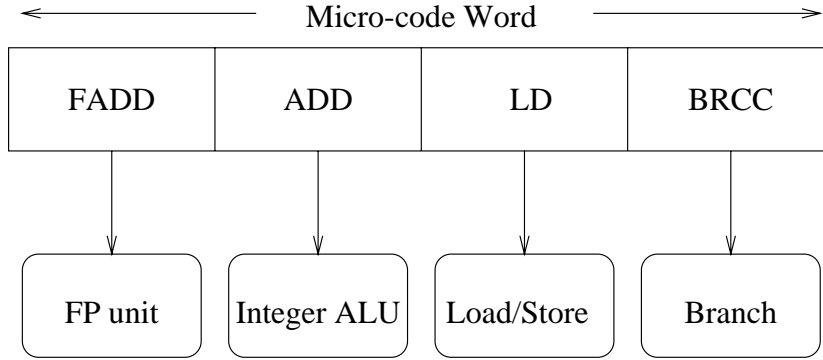 Micro-code Word
FADD ADD LD BRCC
FP unit Integer ALU Load/Store Branch